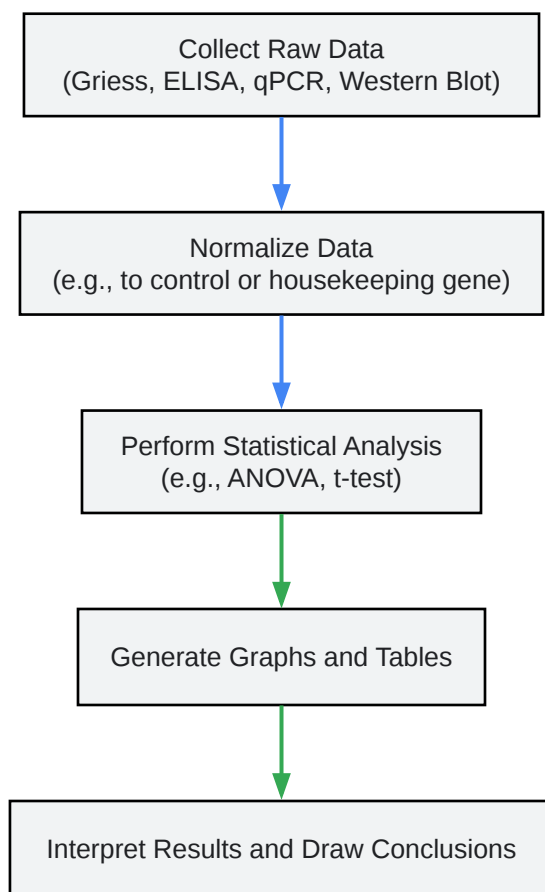 Collect Raw Data
(Griess, ELISA, qPCR, Western Blot)
Normalize Data
(e.g., to control or housekeeping gene)
Perform Statistical Analysis
(e.g., ANOVA, t-test)
Generate Graphs and Tables
Interpret Results and Draw Conclusions